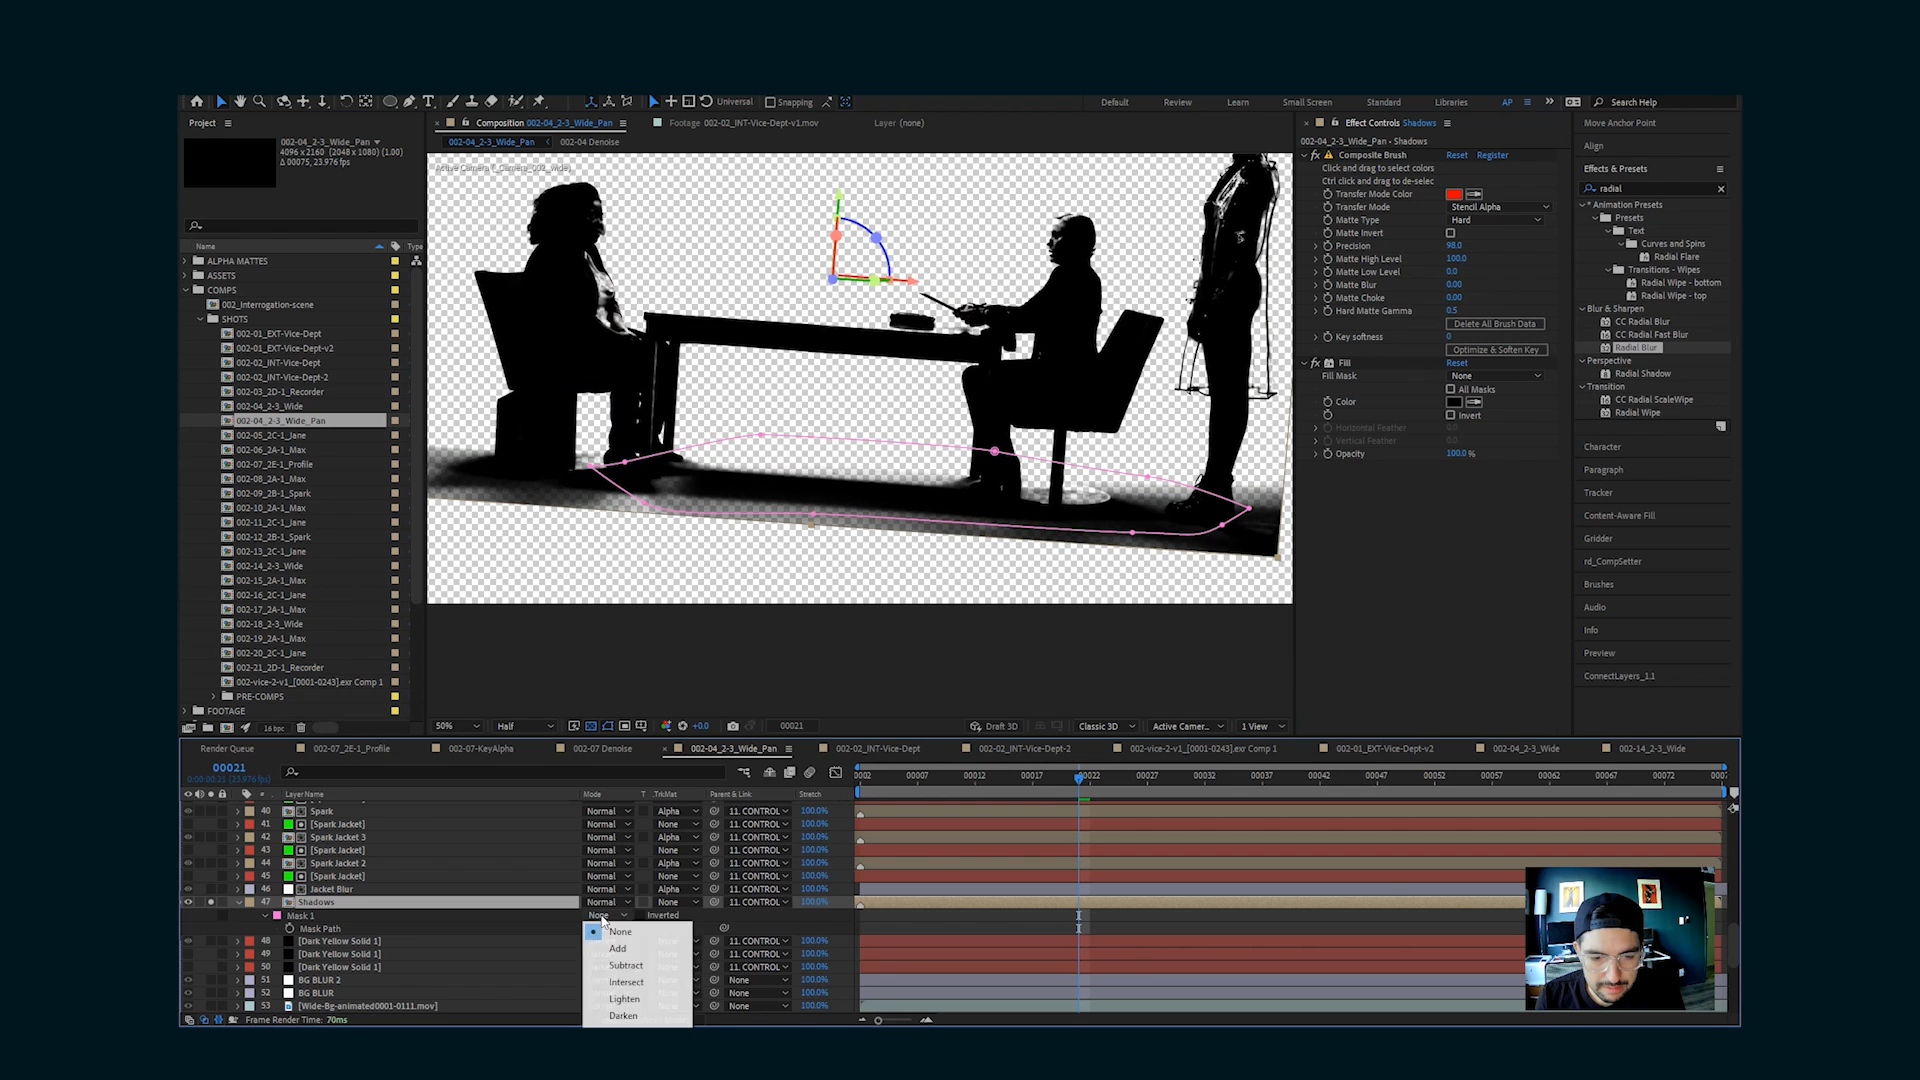 Universal
Snapping
Default
Review
Learn
Small Screen
Standard
Libraries
AP
Search Help
Project
002-04_2-3_Wide_Pan
4096 x 2160 (2048 x 1080) (1.00)
Δ 00075, 23.976 fps
Name
Type
ALPHA MATTES
ASSETS
COMPS
002_Interrogation-scene
SHOTS
002-01_EXT-Vice-Dept
002-01_EXT-Vice-Dept-v2
002-02_INT-Vice-Dept
002-02_INT-Vice-Dept-2
002-03_2D-1_Recorder
002-04_2-3_Wide
002-04_2-3_Wide_Pan
002-05_2C-1_Jane
002-06_2A-1_Max
002-07_2E-1_Profile
002-08_2A-1_Max
002-09_2B-1_Spark
002-10_2A-1_Max
002-11_2C-1_Jane
002-12_2B-1_Spark
002-13_2C-1_Jane
002-14_2-3_Wide
002-15_2A-1_Max
002-16_2C-1_Jane
002-17_2A-1_Max
002-18_2-3_Wide
002-19_2A-1_Max
002-20_2C-1_Jane
002-21_2D-1_Recorder
002-vice-2-v1_[0001-0243].exr Comp 1
PRE-COMPS
FOOTAGE
16 bpc
Composition 002-04_2-3_Wide_Pan
Footage 002-02_INT-Vice-Dept-v1.mov
Layer (none)
002-04_2-3_Wide_Pan
002-04 Denoise
Active Camera (_Camera_002_wide)
50%
Half
+0.0
00021
Draft 3D
Classic 3D
Active Camer...
1 View
Effect Controls Shadows
002-04_2-3_Wide_Pan • Shadows
fx Composite Brush Reset Register
Click and drag to select colors
Ctrl click and drag to de-selec
Transfer Mode Color
Transfer Mode Stencil Alpha
Matte Type Hard
Matte Invert
Precision 98.0
Matte High Level 100.0
Matte Low Level 0.0
Matte Blur 0.00
Matte Choke 0.00
Hard Matte Gamma 0.5
Delete All Brush Data
Key softness 0
Optimize & Soften Key
fx Fill Reset
Fill Mask None
All Masks
Color
Invert
Horizontal Feather 0.0
Vertical Feather 0.0
Opacity 100.0 %
Move Anchor Point
Align
Effects & Presets
radial
* Animation Presets
Presets
Text
Curves and Spins
Radial Flare
Transitions - Wipes
Radial Wipe - bottom
Radial Wipe - top
Blur & Sharpen
CC Radial Blur
CC Radial Fast Blur
Radial Blur
Perspective
Radial Shadow
Transition
CC Radial ScaleWipe
Radial Wipe
Character
Paragraph
Tracker
Content-Aware Fill
Gridder
rd_CompSetter
Brushes
Audio
Info
Preview
ConnectLayers_1.1
Render Queue
002-07_2E-1_Profile
002-07-KeyAlpha
002-07 Denoise
002-04_2-3_Wide_Pan
002-02_INT-Vice-Dept
002-02_INT-Vice-Dept-2
002-vice-2-v1_[0001-0243].exr Comp 1
002-01_EXT-Vice-Dept-v2
002-04_2-3_Wide
002-14_2-3_Wide
00021
0:00:00:21 (23.976 fps)
0002 00007 00012 00017 00022 00027 00032 00037 00042 00047 00052 00057 00062 00067 00072 0007
# Layer Name Mode T .TrkMat Parent & Link Stretch
40 Spark Normal Alpha 11. CONTROL 100.0%
41 [Spark Jacket] Normal None 11. CONTROL 100.0%
42 Spark Jacket 3 Normal Alpha 11. CONTROL 100.0%
43 [Spark Jacket] Normal None 11. CONTROL 100.0%
44 Spark Jacket 2 Normal Alpha 11. CONTROL 100.0%
45 [Spark Jacket] Normal None 11. CONTROL 100.0%
46 Jacket Blur Normal Alpha 11. CONTROL 100.0%
47 Shadows Normal None 11. CONTROL 100.0%
Mask 1 None Inverted
Mask Path
48 [Dark Yellow Solid 1] 11. CONTROL 100.0%
49 [Dark Yellow Solid 1] 11. CONTROL 100.0%
50 [Dark Yellow Solid 1] 11. CONTROL 100.0%
51 BG BLUR 2 None 100.0%
52 BG BLUR None 100.0%
53 [Wide-Bg-animated0001-0111.mov] None 100.0%
None
Add
Subtract
Intersect
Lighten
Darken
Frame Render Time: 70ms